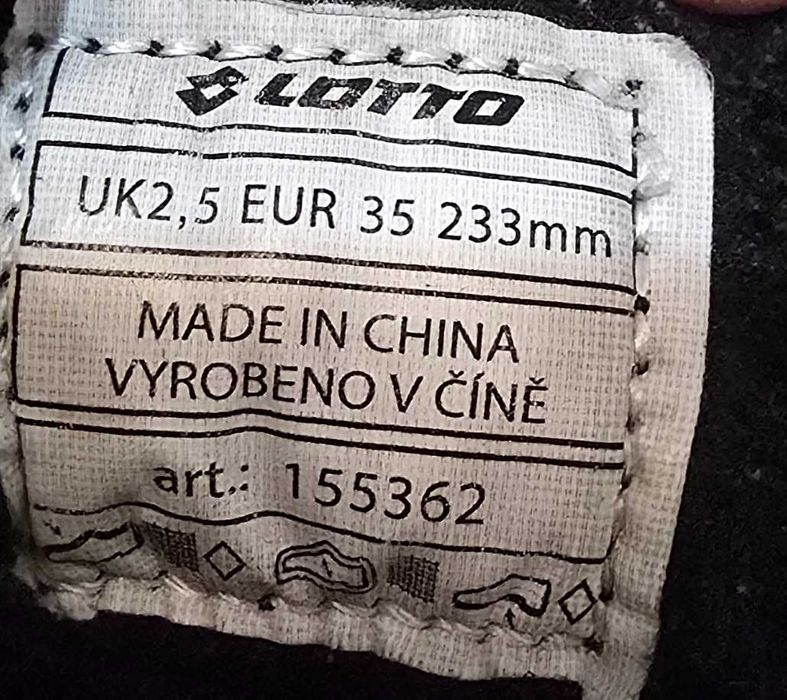 LOTTO
UK2,5 EUR 35 233mm
MADE IN CHINA
VYROBENO V ČÍNĚ
art.: 155362